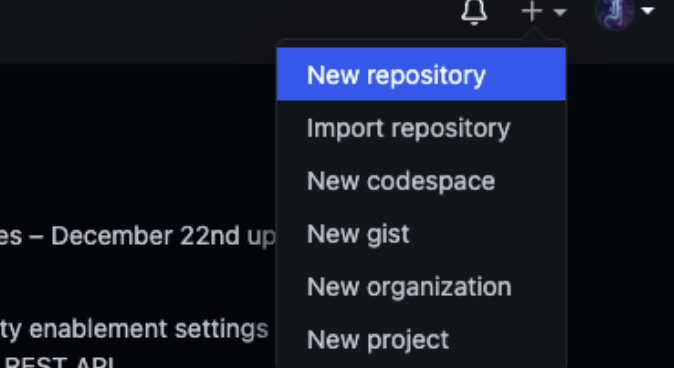 New repository
Import repository
New codespace
es – December 22nd up
New gist
New organization
ty enablement settings
New project
REST API